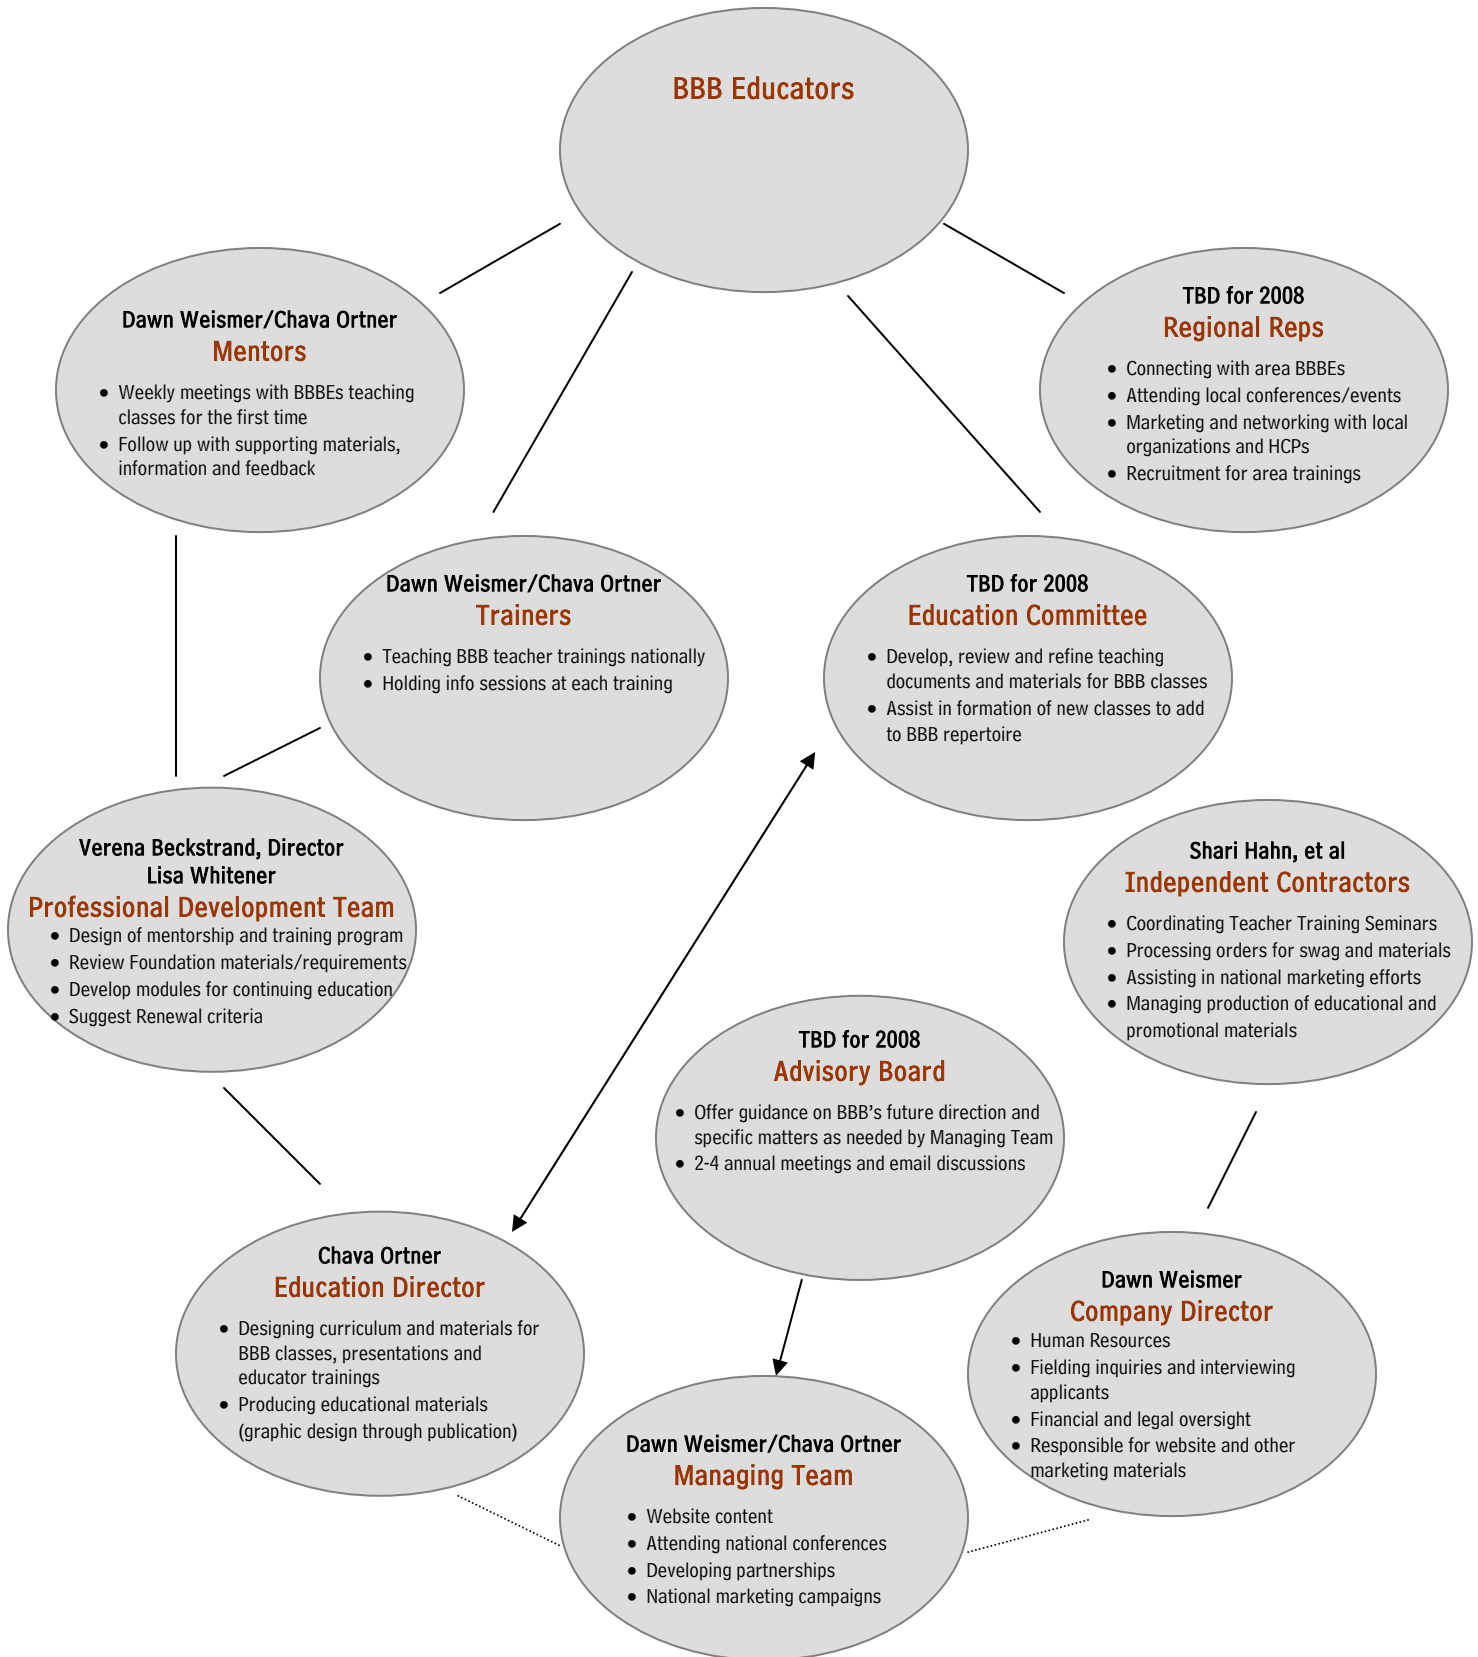 BBB Educators
Dawn Weismer/Chava Ortner
Mentors
• Weekly meetings with BBBEs teaching
classes for the first time
• Follow up with supporting materials,
information and feedback
TBD for 2008
Regional Reps
• Connecting with area BBBEs
• Attending local conferences/events
• Marketing and networking with local
organizations and HCPs
• Recruitment for area trainings
Dawn Weismer/Chava Ortner
Trainers
• Teaching BBB teacher trainings nationally
• Holding info sessions at each training
TBD for 2008
Education Committee
• Develop, review and refine teaching
documents and materials for BBB classes
• Assist in formation of new classes to add
to BBB repertoire
Verena Beckstrand, Director
Lisa Whitener
Professional Development Team
• Design of mentorship and training program
• Review Foundation materials/requirements
• Develop modules for continuing education
• Suggest Renewal criteria
Shari Hahn, et al
Independent Contractors
• Coordinating Teacher Training Seminars
• Processing orders for swag and materials
• Assisting in national marketing efforts
• Managing production of educational and
promotional materials
TBD for 2008
Advisory Board
• Offer guidance on BBB's future direction and
specific matters as needed by Managing Team
• 2-4 annual meetings and email discussions
Chava Ortner
Education Director
• Designing curriculum and materials for
BBB classes, presentations and
educator trainings
• Producing educational materials
(graphic design through publication)
Dawn Weismer
Company Director
• Human Resources
• Fielding inquiries and interviewing
applicants
• Financial and legal oversight
• Responsible for website and other
marketing materials
Dawn Weismer/Chava Ortner
Managing Team
• Website content
• Attending national conferences
• Developing partnerships
• National marketing campaigns